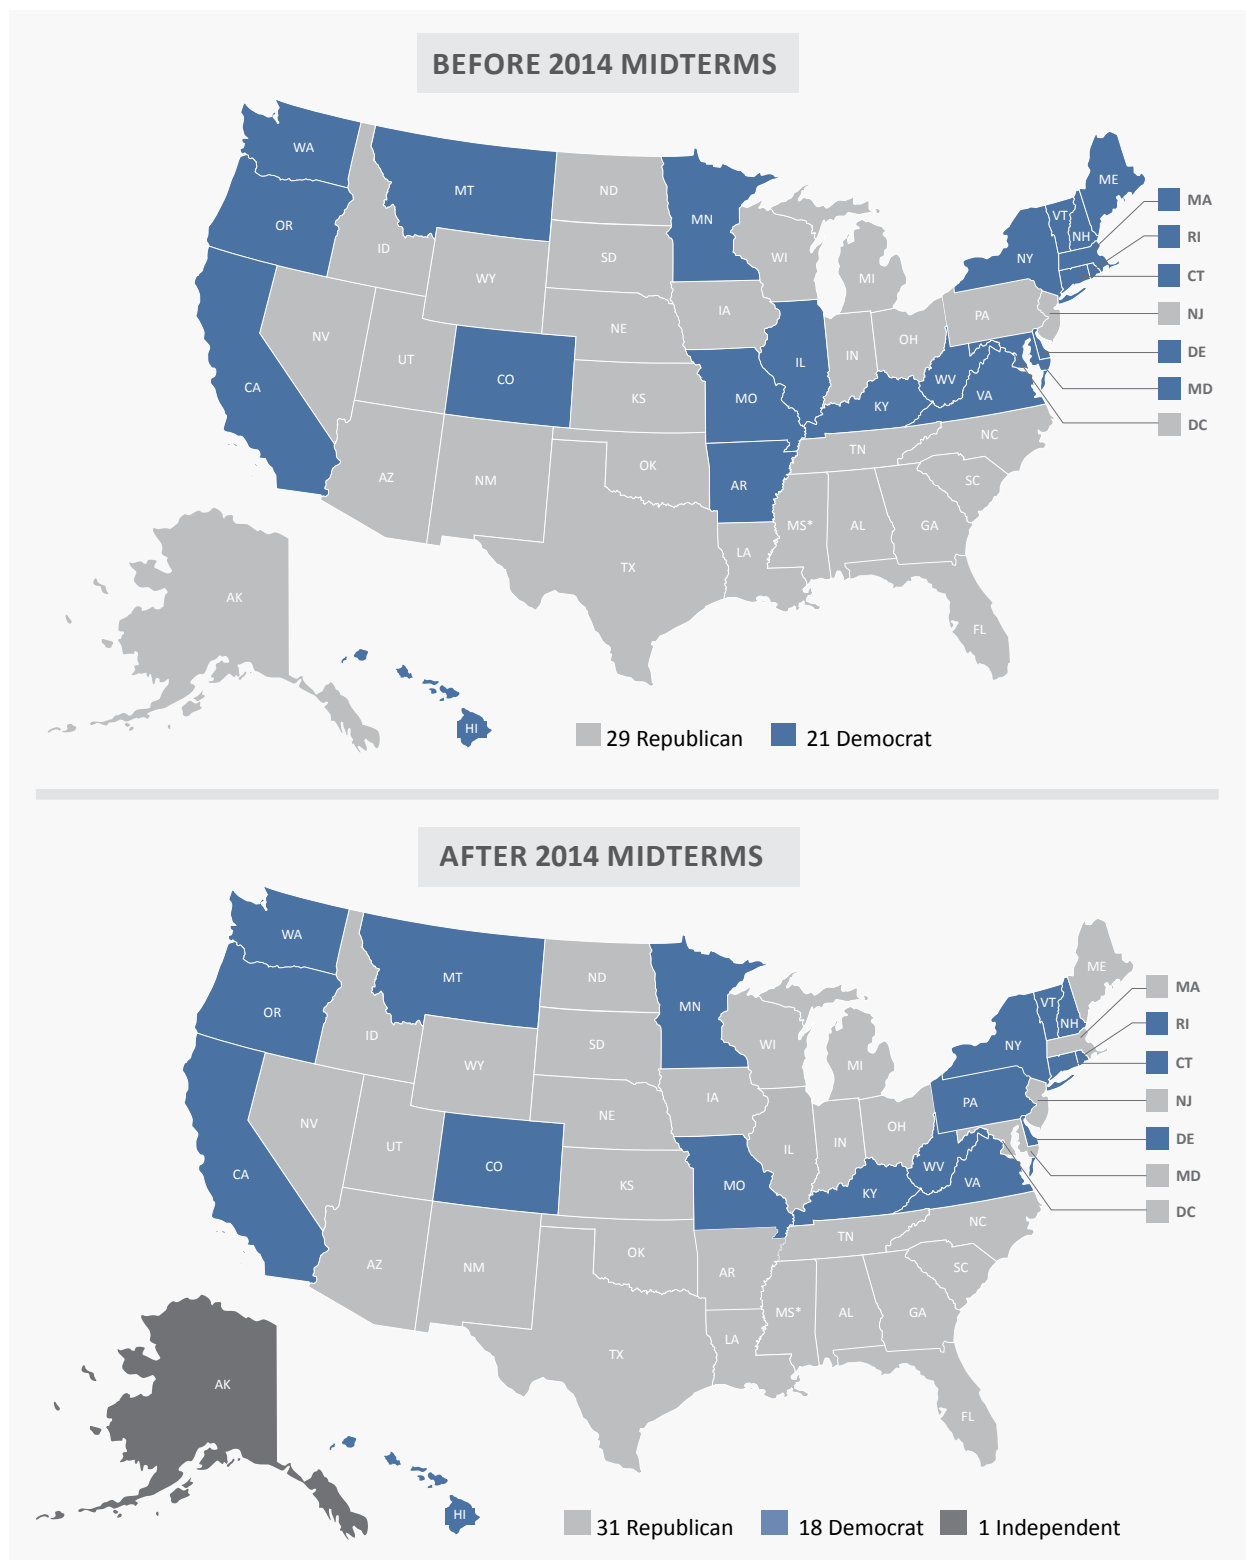 BEFORE 2014 MIDTERMS
WA
MT
ND
MN
ME
MA
OR
ID
SD
WI
MI
VT
NH
RI
NY
WY
CT
IA
NE
PA
NJ
NV
UT
CO
IL
IN
OH
DE
CA
KS
MO
KY
WV
VA
MD
DC
AZ
NM
OK
TN
NC
AR
SC
MS*
AL
GA
LA
TX
AK
FL
HI
29 Republican
21 Democrat
AFTER 2014 MIDTERMS
WA
MT
ND
MN
ME
MA
OR
ID
SD
WI
MI
VT
NH
RI
NY
WY
CT
IA
NE
PA
NJ
NV
UT
CO
IL
IN
OH
DE
CA
KS
MO
KY
WV
VA
MD
DC
AZ
NM
OK
TN
NC
AR
SC
MS*
AL
GA
LA
TX
AK
FL
HI
31 Republican
18 Democrat
1 Independent